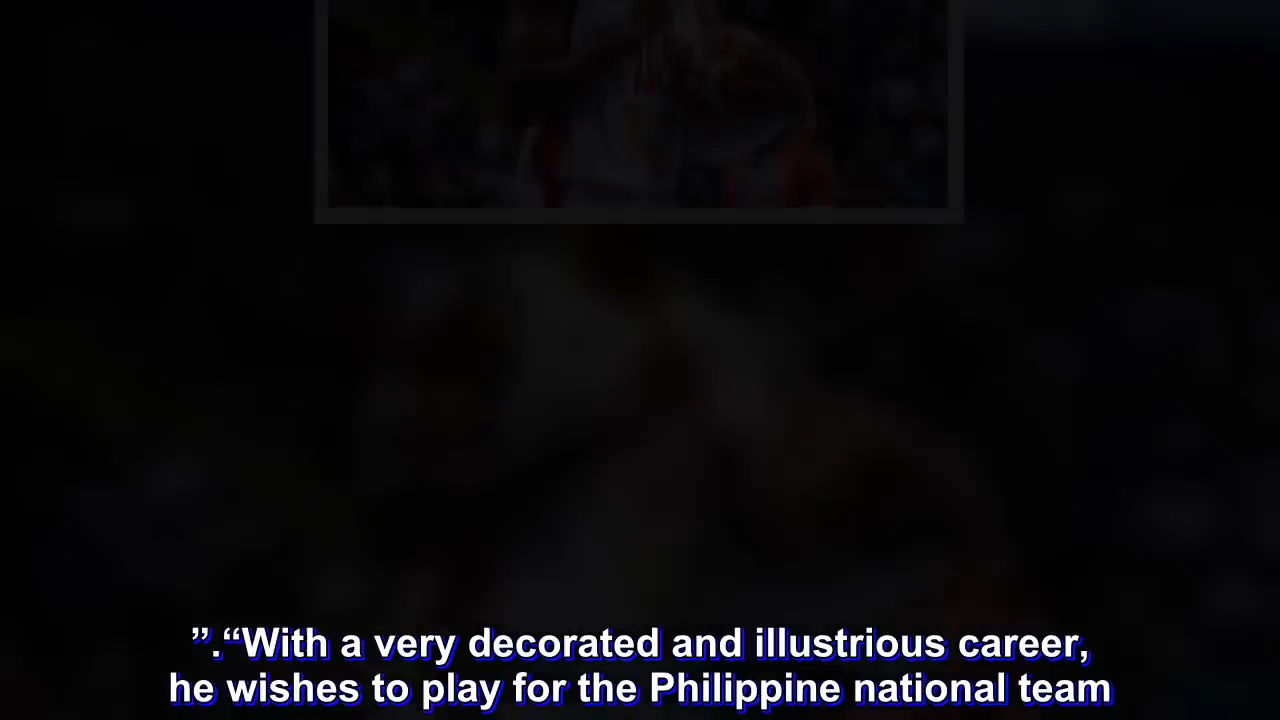 ”.“With a very decorated and illustrious career,
he wishes to play for the Philippine national team